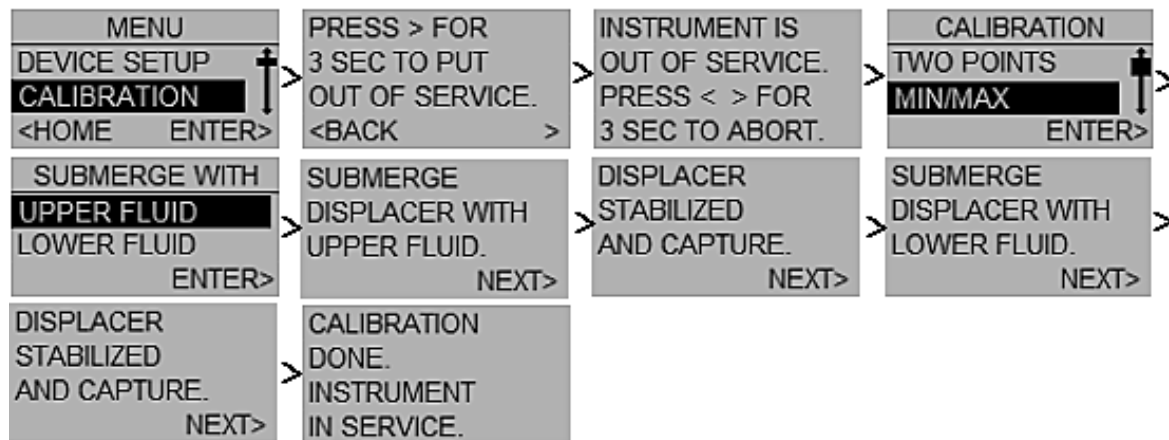 MENU
DEVICE SETUP
CALIBRATION
<HOME ENTER>
>
PRESS > FOR
3 SEC TO PUT
OUT OF SERVICE.
<BACK >
>
INSTRUMENT IS
OUT OF SERVICE.
PRESS < > FOR
3 SEC TO ABORT.
>
CALIBRATION
TWO POINTS
MIN/MAX
ENTER>
>
SUBMERGE WITH
UPPER FLUID
LOWER FLUID
ENTER>
>
SUBMERGE
DISPLACER WITH
UPPER FLUID.
NEXT>
>
DISPLACER
STABILIZED
AND CAPTURE.
NEXT>
>
SUBMERGE
DISPLACER WITH
LOWER FLUID.
NEXT>
>
DISPLACER
STABILIZED
AND CAPTURE.
NEXT>
>
CALIBRATION
DONE.
INSTRUMENT
IN SERVICE.